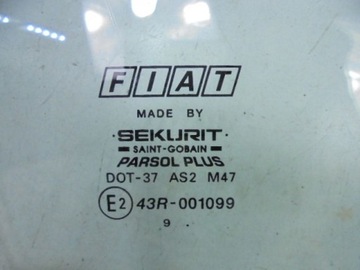 FIAT
MADE BY
·SEKURIT·
SAINT-GOBAIN
PARSOL PLUS
DOT-37 AS2 M47
E2 43R-001099
9